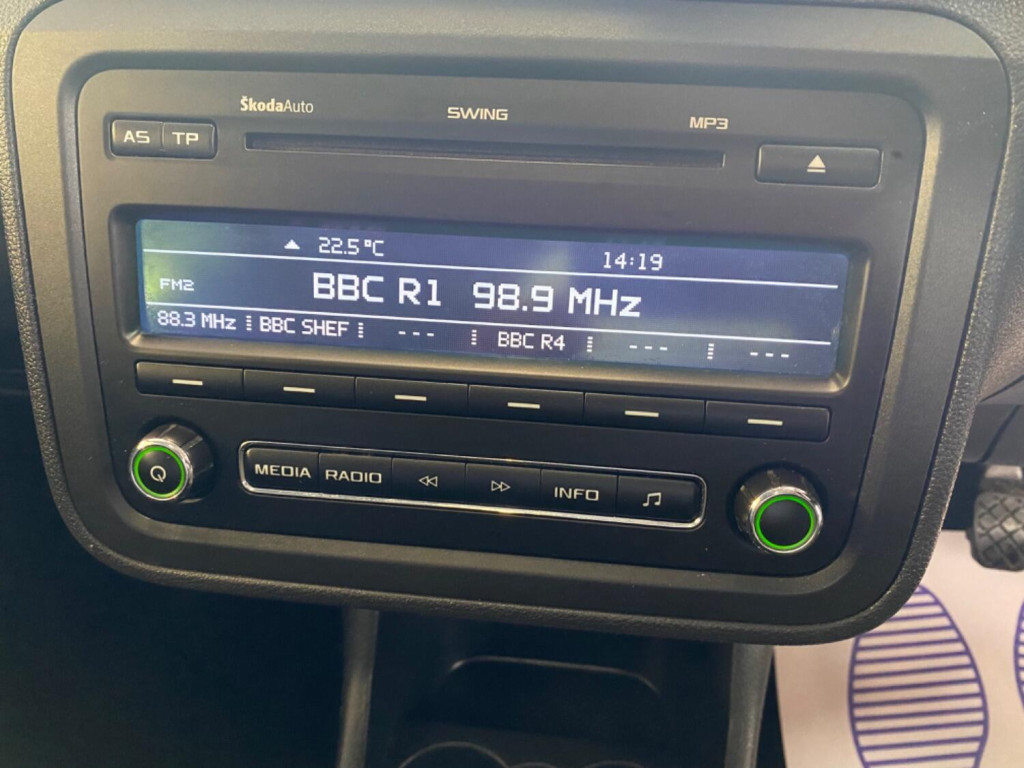 ŠkodaAuto SWING MP3
AS TP
22.5°C 14:19
FM2 BBC R1 98.9 MHz
88.3 MHz BBC SHEF --- BBC R4 --- ---
Q MEDIA RADIO INFO